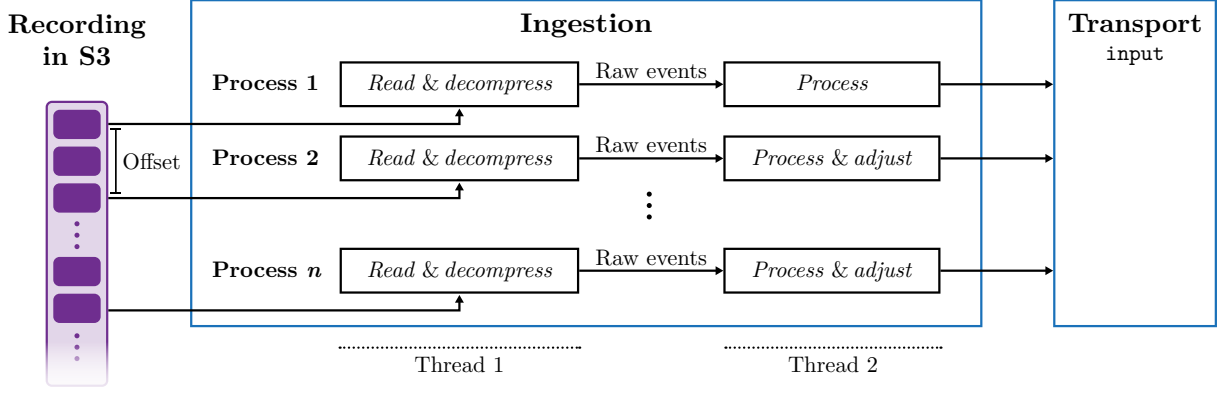 Recording
in S3
Ingestion
Transport
input
Process 1
Read & decompress
Raw events
Process
Offset
Process 2
Read & decompress
Raw events
Process & adjust
Process n
Read & decompress
Raw events
Process & adjust
Thread 1
Thread 2